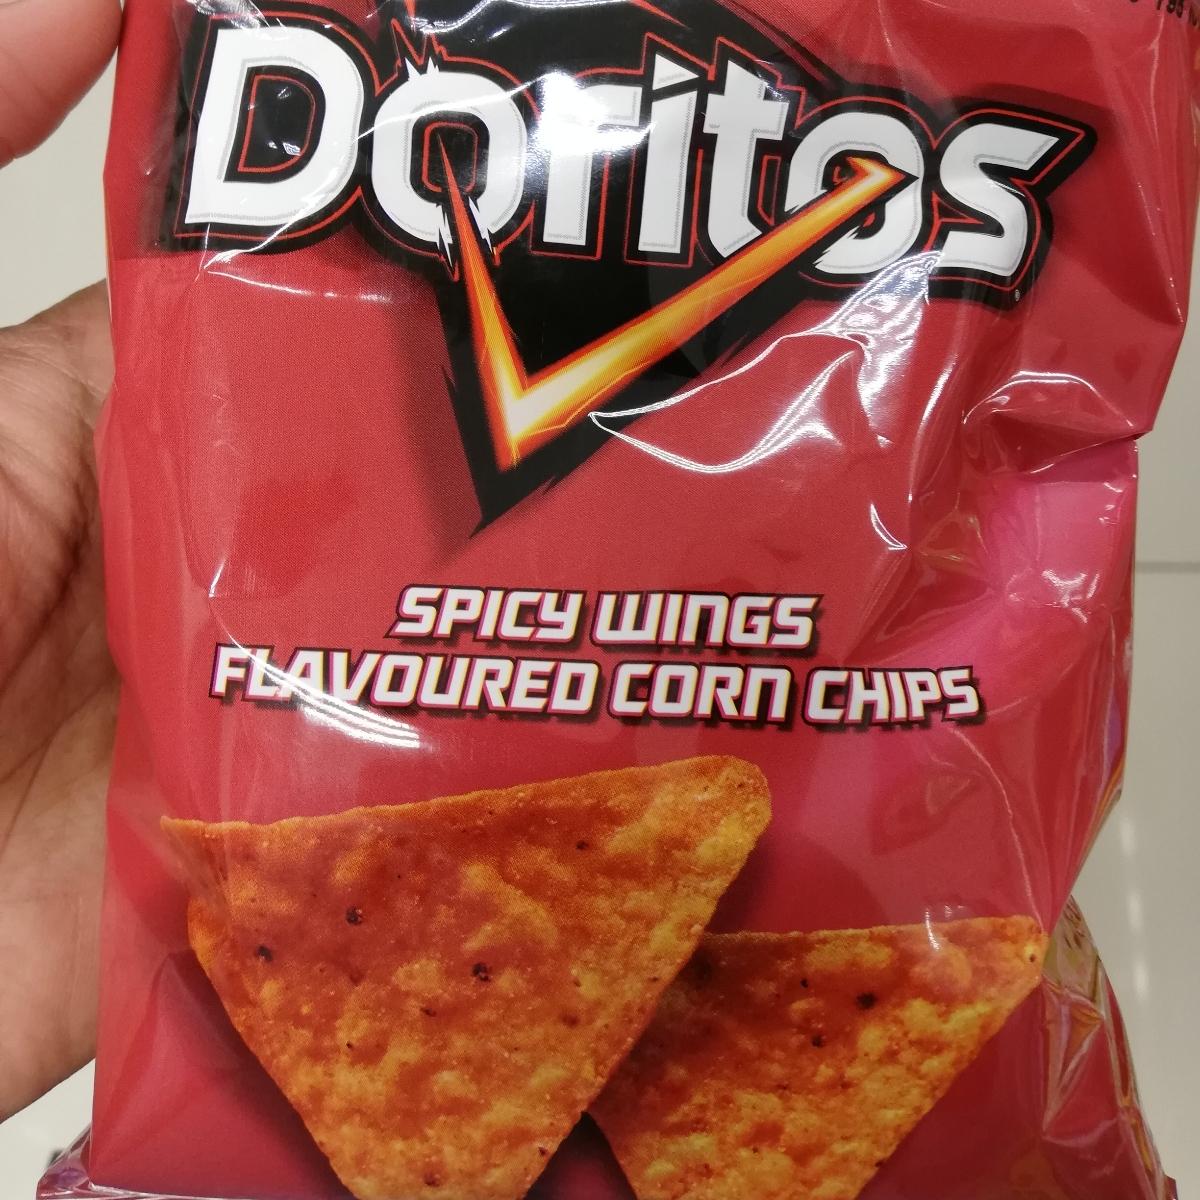 Doritos
SPICY WINGS
FLAVOURED CORN CHIPS